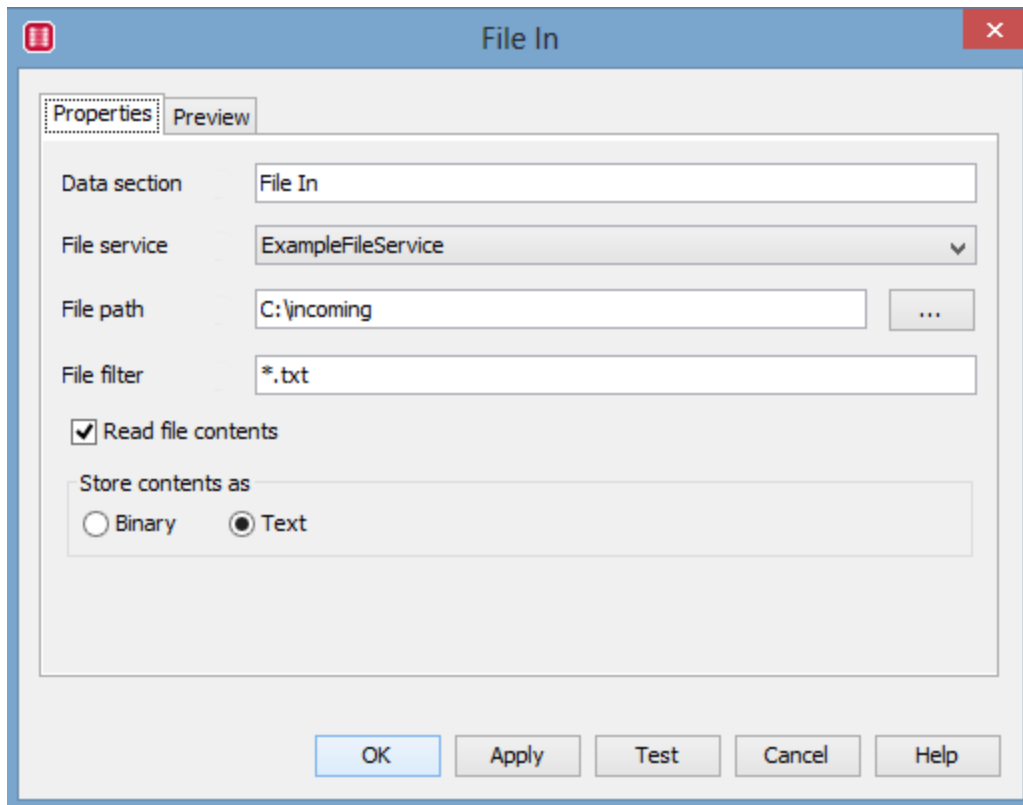 File In
Properties Preview
Data section File In
File service ExampleFileService
File path C:\incoming ...
File filter *.txt
Read file contents
Store contents as
Binary Text
OK Apply Test Cancel Help